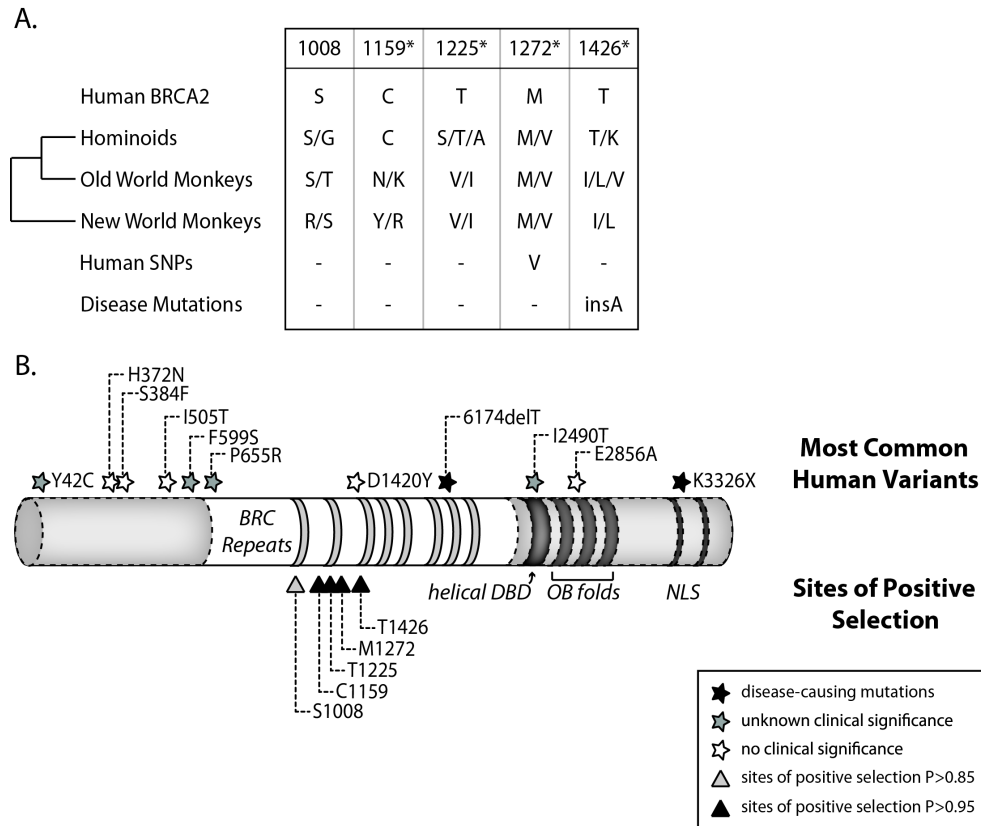 A.
1008 1159* 1225* 1272* 1426*
Human BRCA2 S C T M T
Hominoids S/G C S/T/A M/V T/K
Old World Monkeys S/T N/K V/I M/V I/L/V
New World Monkeys R/S Y/R V/I M/V I/L
Human SNPs - - - V -
Disease Mutations - - - - insA
B.
H372N
S384F
I505T
F599S
P655R
6174delT
I2490T
E2856A
Y42C
D1420Y
K3326X
Most Common
Human Variants
BRC
Repeats
helical DBD
OB folds
NLS
Sites of Positive
Selection
T1426
M1272
T1225
C1159
S1008
disease-causing mutations
unknown clinical significance
no clinical significance
sites of positive selection P>0.85
sites of positive selection P>0.95